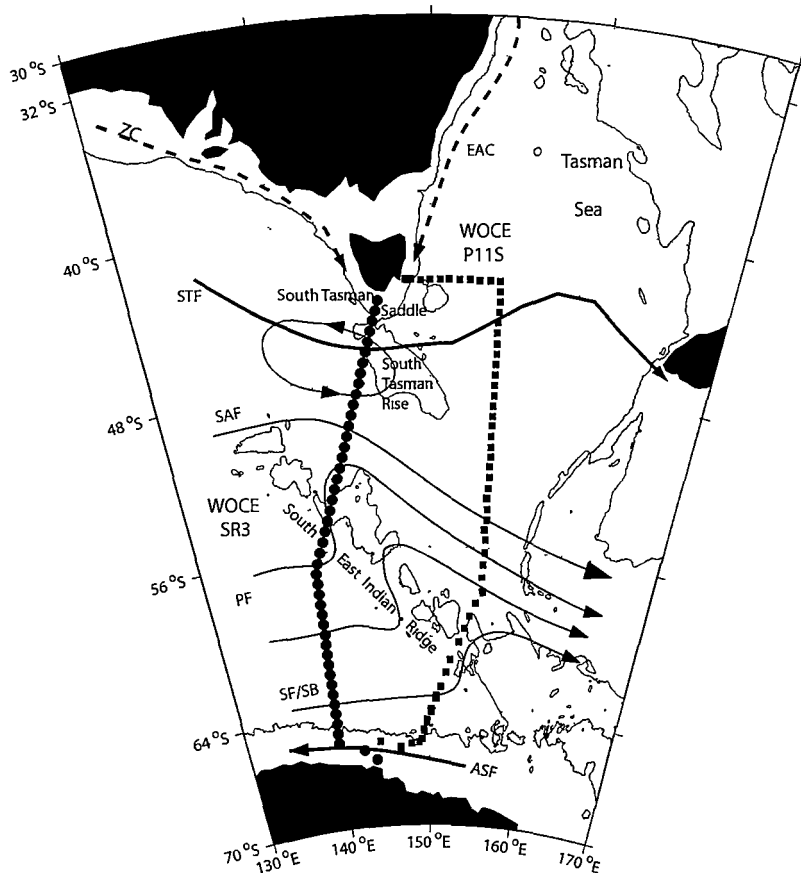 30 °S
32 °S
ZC
EAC
Tasman
Sea
WOCE
P11S
40 °S
STF
South Tasman
Saddle
South
Tasman
Rise
SAF
48 °S
WOCE
SR3
South
East Indian
Ridge
56 °S
PF
SF/SB
64 °S
ASF
70 °S
130 °E
140 °E
150 °E
160 °E
170 °E